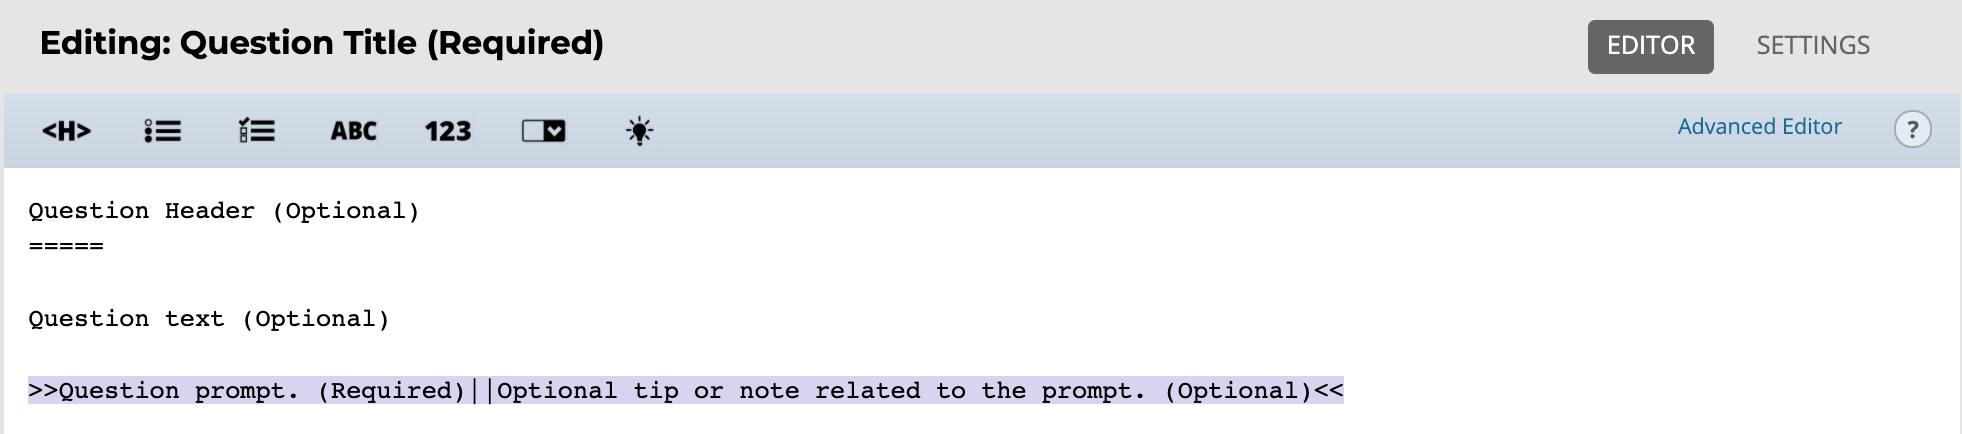 Editing: Question Title (Required)
EDITOR
SETTINGS
<H>
ABC
123
Advanced Editor
?
Question Header (Optional)
=====
Question text (Optional)
>>Question prompt. (Required)||Optional tip or note related to the prompt. (Optional)<<